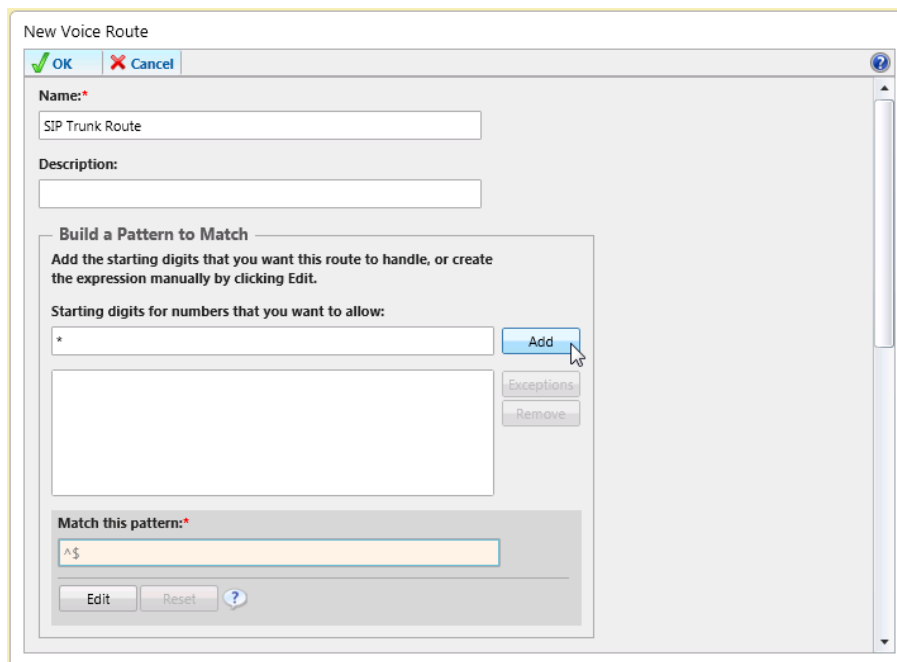 New Voice Route
OK Cancel ?
Name:*
SIP Trunk Route
Description:
Build a Pattern to Match
Add the starting digits that you want this route to handle, or create
the expression manually by clicking Edit.
Starting digits for numbers that you want to allow:
* Add
Exceptions
Remove
Match this pattern:*
^$
Edit Reset ?